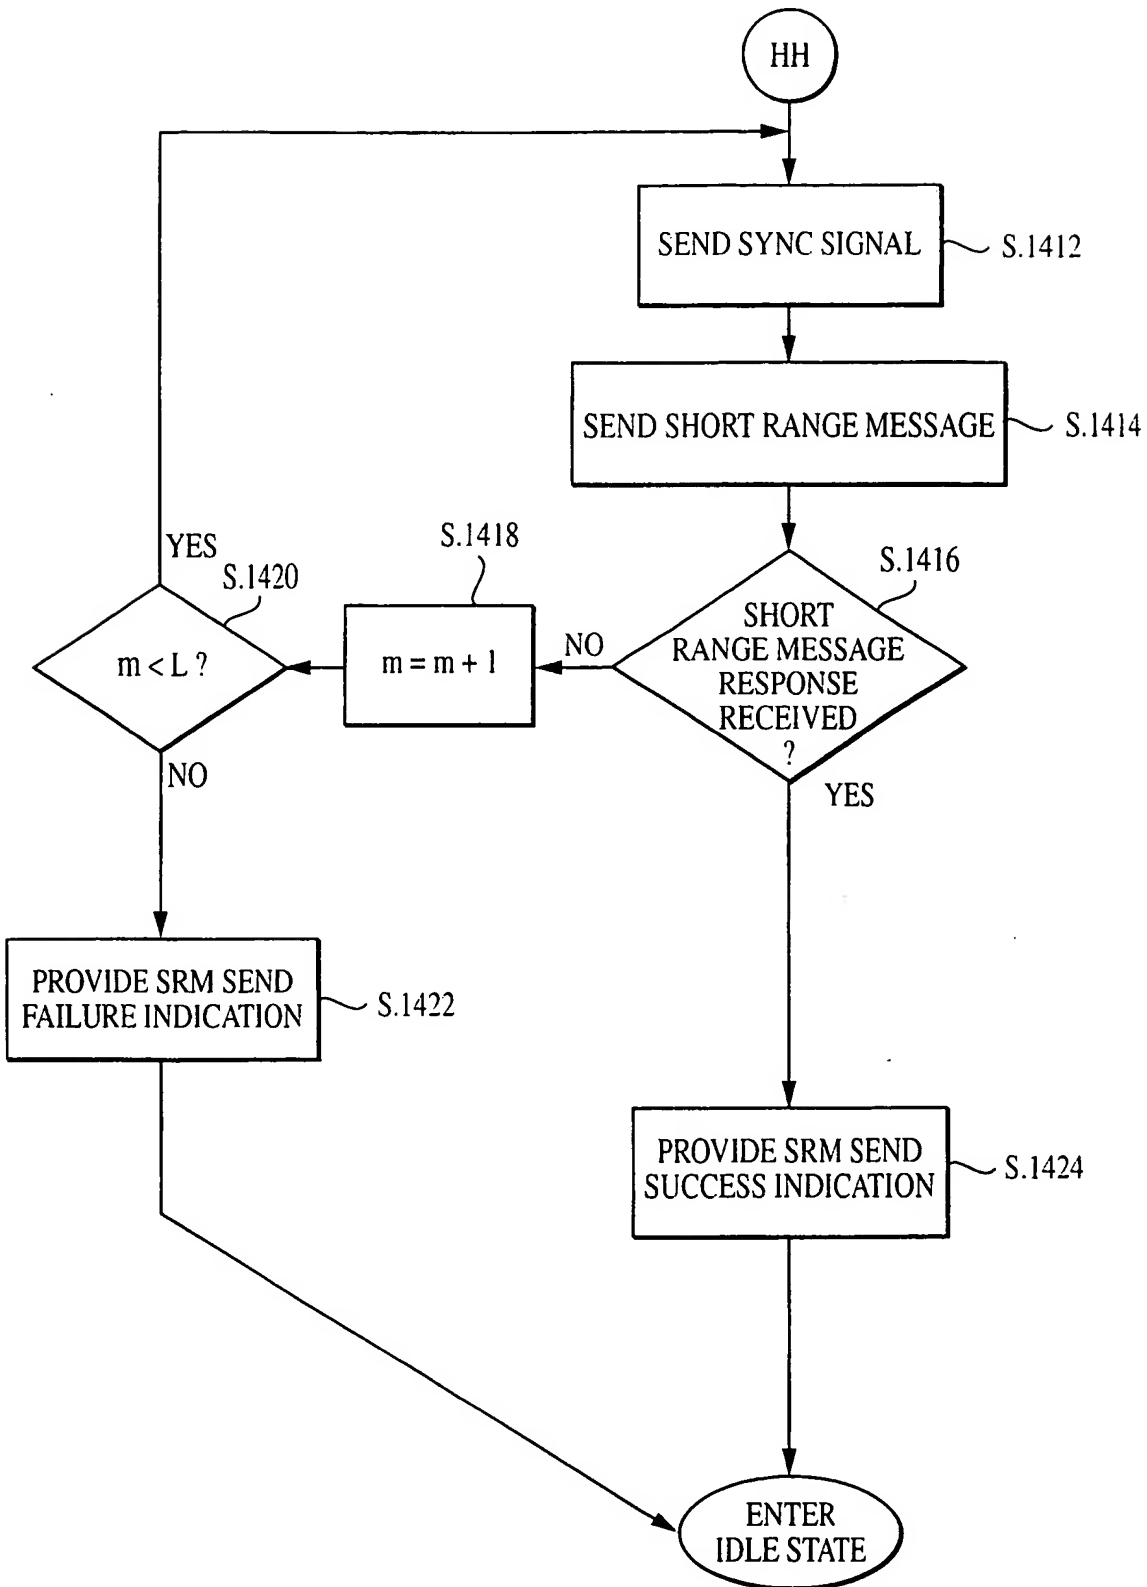 HH
SEND SYNC SIGNAL
S.1412
SEND SHORT RANGE MESSAGE
S.1414
S.1416
SHORT
RANGE MESSAGE
RESPONSE
RECEIVED
?
NO
YES
S.1418
m = m + 1
S.1420
m < L ?
YES
NO
PROVIDE SRM SEND
FAILURE INDICATION
S.1422
PROVIDE SRM SEND
SUCCESS INDICATION
S.1424
ENTER
IDLE STATE